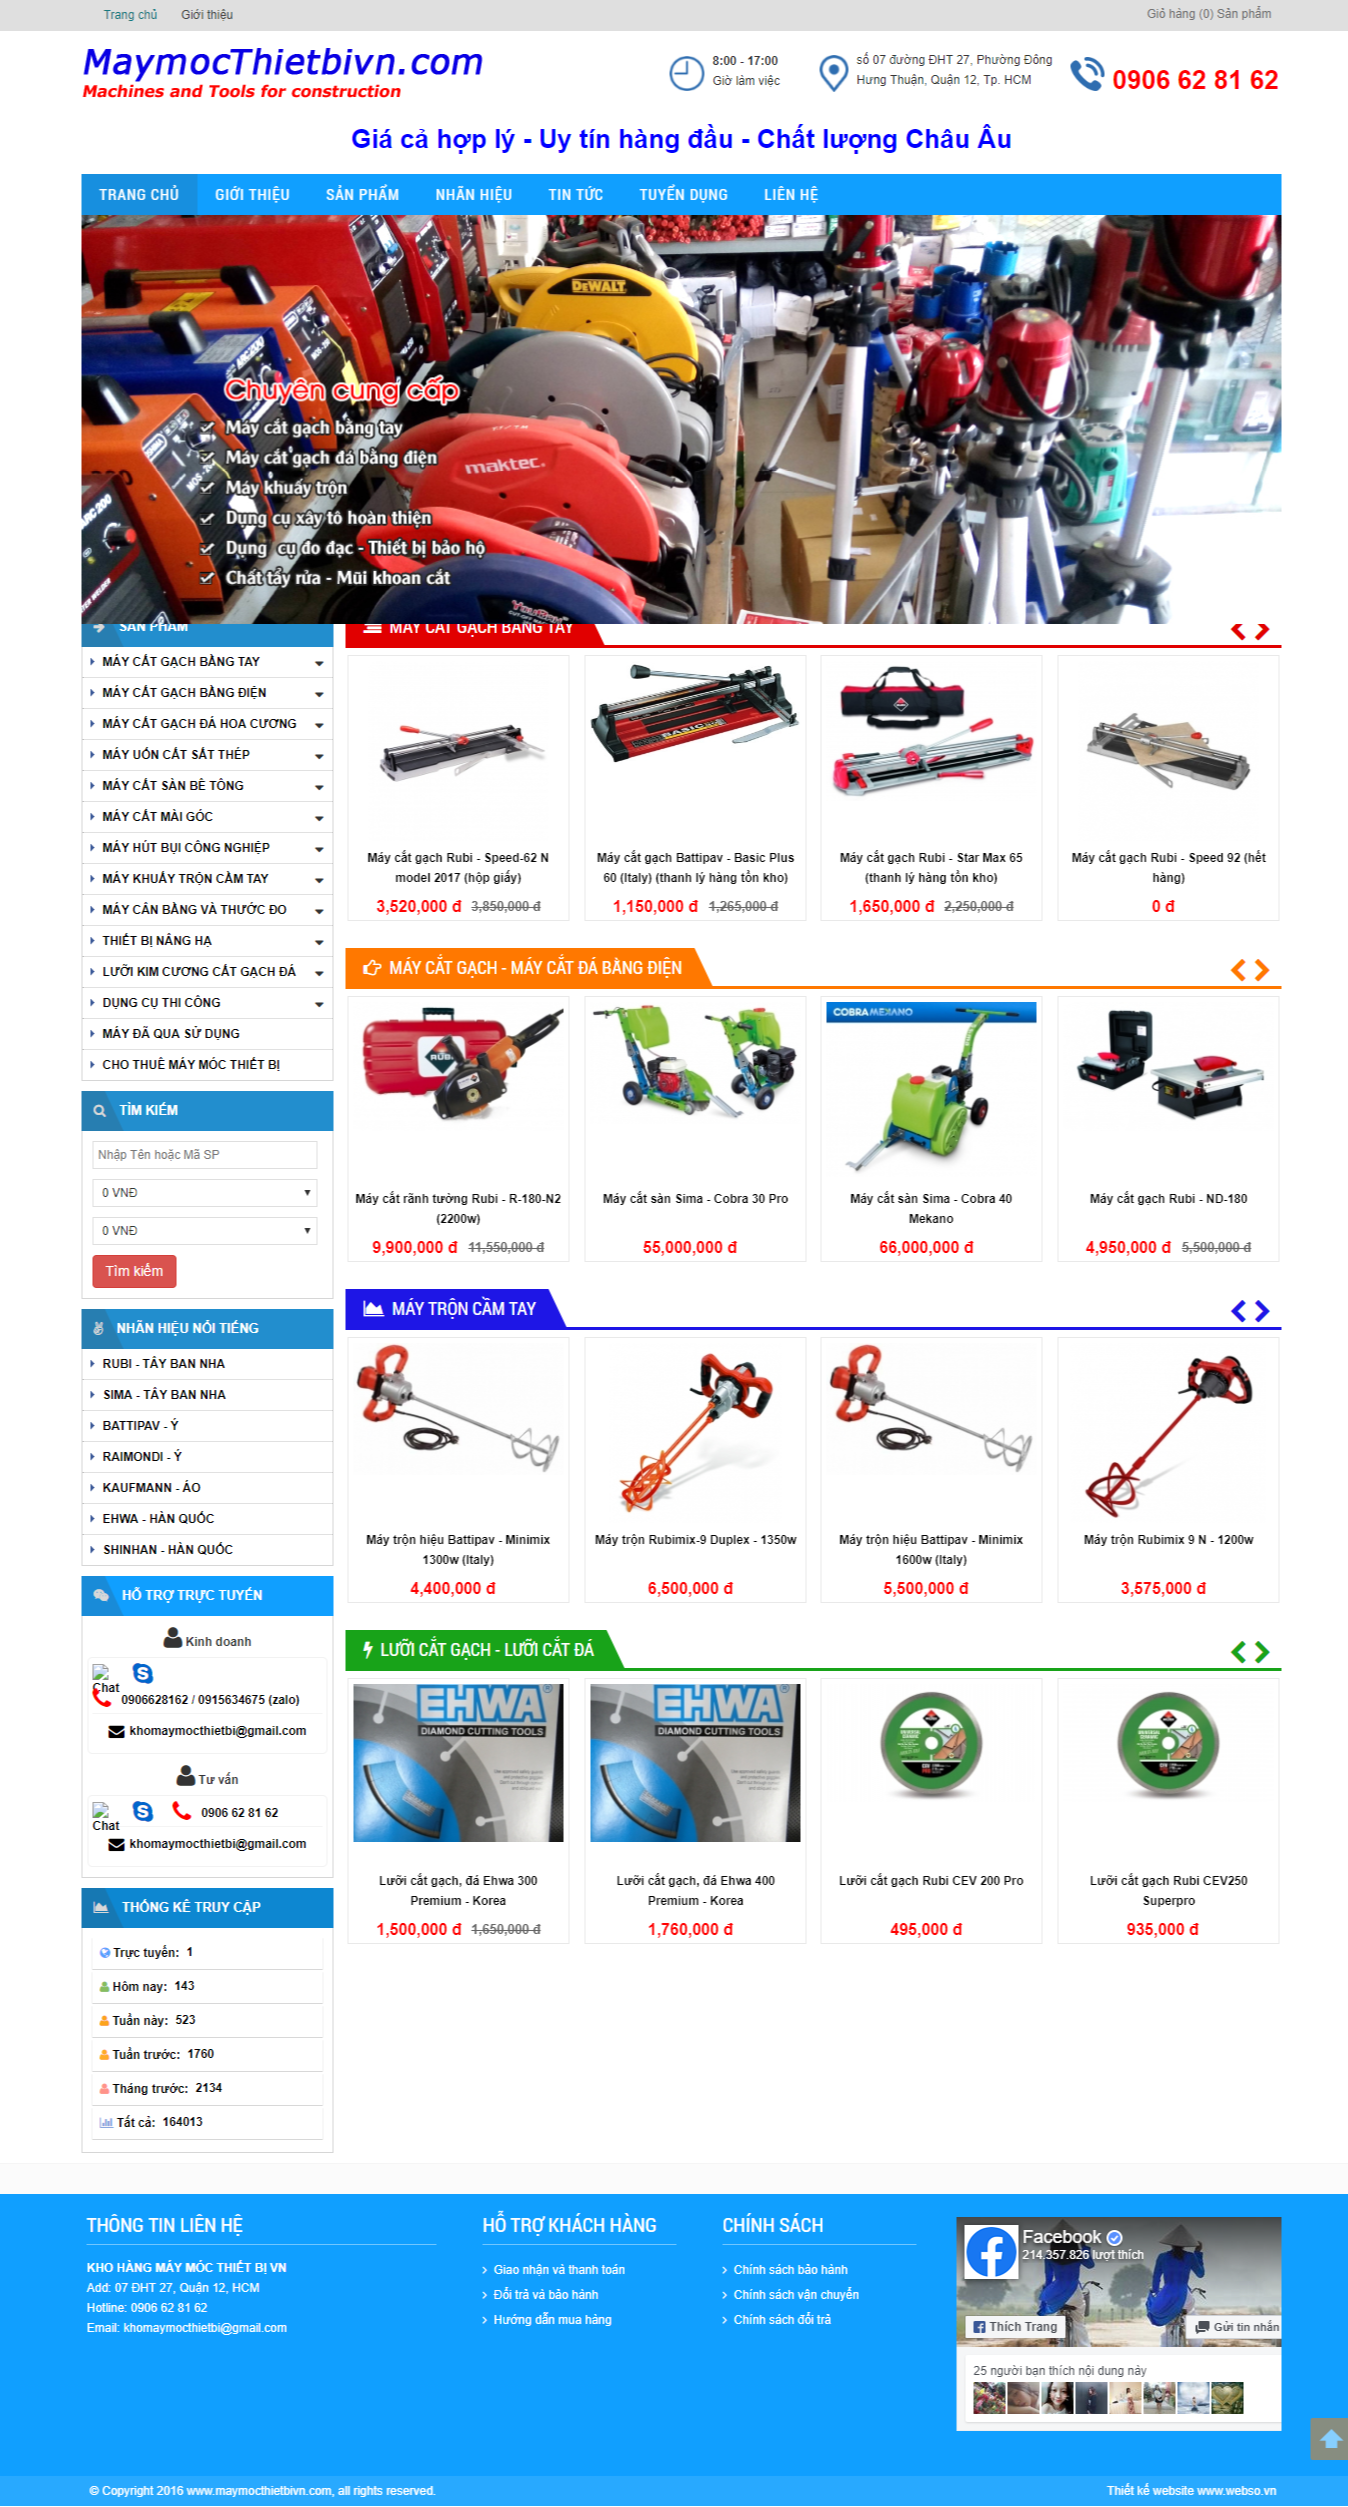 Trang chủ Giới thiệu Giỏ hàng (0) Sản phẩm
MaymocThietbivn.com
Machines and Tools for construction
8:00 - 17:00
Giờ làm việc
số 07 đường ĐHT 27, Phường Đông
Hưng Thuận, Quận 12, Tp. HCM
0906 62 81 62
Giá cả hợp lý - Uy tín hàng đầu - Chất lượng Châu Âu
TRANG CHỦ GIỚI THIỆU SẢN PHẨM NHÃN HIỆU TIN TỨC TUYỂN DỤNG LIÊN HỆ
DEWALT
maktec.
ARC200
ARC 200
Chuyên cung cấp
Máy cắt gạch bằng tay
Máy cắt gạch đá bằng điện
Máy khuấy trộn
Dụng cụ xây tô hoàn thiện
Dụng cụ đo đạc - Thiết bị bảo hộ
Chất tẩy rửa - Mũi khoan cắt
SẢN PHẨM
MÁY CẮT GẠCH BẰNG TAY
MÁY CẮT GẠCH BẰNG ĐIỆN
MÁY CẮT GẠCH ĐÁ HOA CƯƠNG
MÁY UỐN CẮT SẮT THÉP
MÁY CẮT SÀN BÊ TÔNG
MÁY CẮT MÀI GÓC
MÁY HÚT BỤI CÔNG NGHIỆP
MÁY KHUẤY TRỘN CẦM TAY
MÁY CÂN BẰNG VÀ THƯỚC ĐO
THIẾT BỊ NÂNG HẠ
LƯỠI KIM CƯƠNG CẮT GẠCH ĐÁ
DỤNG CỤ THI CÔNG
MÁY ĐÃ QUA SỬ DỤNG
CHO THUÊ MÁY MÓC THIẾT BỊ
TÌM KIẾM
Nhập Tên hoặc Mã SP
0 VNĐ
0 VNĐ
Tìm kiếm
NHÃN HIỆU NỔI TIẾNG
RUBI - TÂY BAN NHA
SIMA - TÂY BAN NHA
BATTIPAV - Ý
RAIMONDI - Ý
KAUFMANN - ÁO
EHWA - HÀN QUỐC
SHINHAN - HÀN QUỐC
HỖ TRỢ TRỰC TUYẾN
Kinh doanh
Chat
0906628162 / 0915634675 (zalo)
khomaymocthietbi@gmail.com
Tư vấn
Chat
0906 62 81 62
khomaymocthietbi@gmail.com
THỐNG KÊ TRUY CẬP
Trực tuyến: 1
Hôm nay: 143
Tuần này: 523
Tuần trước: 1760
Tháng trước: 2134
Tất cả: 164013
MÁY CẮT GẠCH BẰNG TAY
BASIC
Máy cắt gạch Rubi - Speed-62 N
model 2017 (hộp giấy)
3,520,000 đ 3,850,000 đ
Máy cắt gạch Battipav - Basic Plus
60 (Italy) (thanh lý hàng tồn kho)
1,150,000 đ 1,265,000 đ
Máy cắt gạch Rubi - Star Max 65
(thanh lý hàng tồn kho)
1,650,000 đ 2,250,000 đ
Máy cắt gạch Rubi - Speed 92 (hết
hàng)
0 đ
MÁY CẮT GẠCH - MÁY CẮT ĐÁ BẰNG ĐIỆN
RUBI
COBRA MEKANO
Máy cắt rãnh tường Rubi - R-180-N2
(2200w)
9,900,000 đ 11,550,000 đ
Máy cắt sàn Sima - Cobra 30 Pro
55,000,000 đ
Máy cắt sàn Sima - Cobra 40
Mekano
66,000,000 đ
Máy cắt gạch Rubi - ND-180
4,950,000 đ 5,500,000 đ
MÁY TRỘN CẦM TAY
Máy trộn hiệu Battipav - Minimix
1300w (Italy)
4,400,000 đ
Máy trộn Rubimix-9 Duplex - 1350w
6,500,000 đ
Máy trộn hiệu Battipav - Minimix
1600w (Italy)
5,500,000 đ
Máy trộn Rubimix 9 N - 1200w
3,575,000 đ
LƯỠI CẮT GẠCH - LƯỠI CẮT ĐÁ
EHWA
DIAMOND CUTTING TOOLS
EHWA
DIAMOND CUTTING TOOLS
Lưỡi cắt gạch, đá Ehwa 300
Premium - Korea
1,500,000 đ 1,650,000 đ
Lưỡi cắt gạch, đá Ehwa 400
Premium - Korea
1,760,000 đ
Lưỡi cắt gạch Rubi CEV 200 Pro
495,000 đ
Lưỡi cắt gạch Rubi CEV250
Superpro
935,000 đ
THÔNG TIN LIÊN HỆ
KHO HÀNG MÁY MÓC THIẾT BỊ VN
Add: 07 ĐHT 27, Quận 12, HCM
Hotline: 0906 62 81 62
Email: khomaymocthietbi@gmail.com
HỖ TRỢ KHÁCH HÀNG
Giao nhận và thanh toán
Đổi trả và bảo hành
Hướng dẫn mua hàng
CHÍNH SÁCH
Chính sách bảo hành
Chính sách vận chuyển
Chính sách đổi trả
Facebook
214.357.826 lượt thích
Thích Trang
Gửi tin nhắn
25 người bạn thích nội dung này
© Copyright 2016 www.maymocthietbivn.com, all rights reserved.
Thiết kế website www.webso.vn